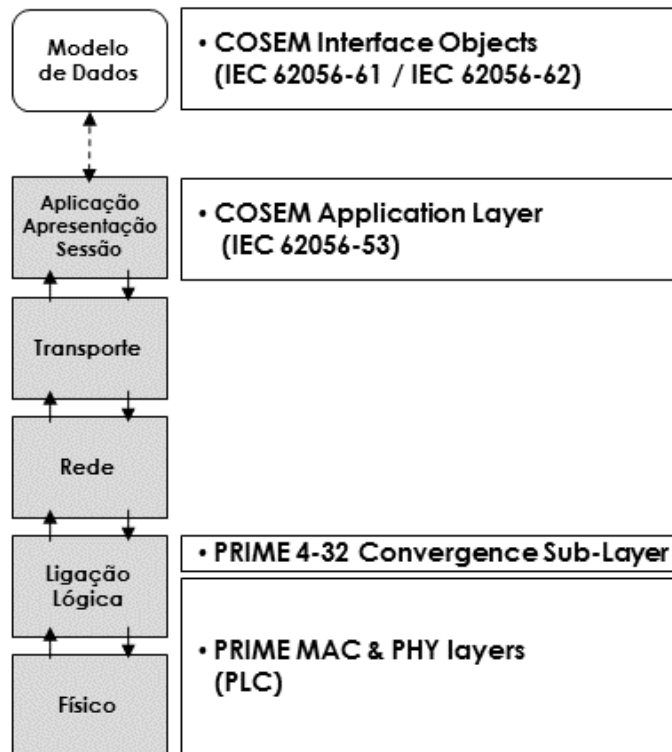 Modelo
de Dados
• COSEM Interface Objects
(IEC 62056-61 / IEC 62056-62)
Aplicação
Apresentação
Sessão
• COSEM Application Layer
(IEC 62056-53)
Transporte
Rede
Ligação
Lógica
• PRIME 4-32 Convergence Sub-Layer
Físico
• PRIME MAC & PHY layers
(PLC)